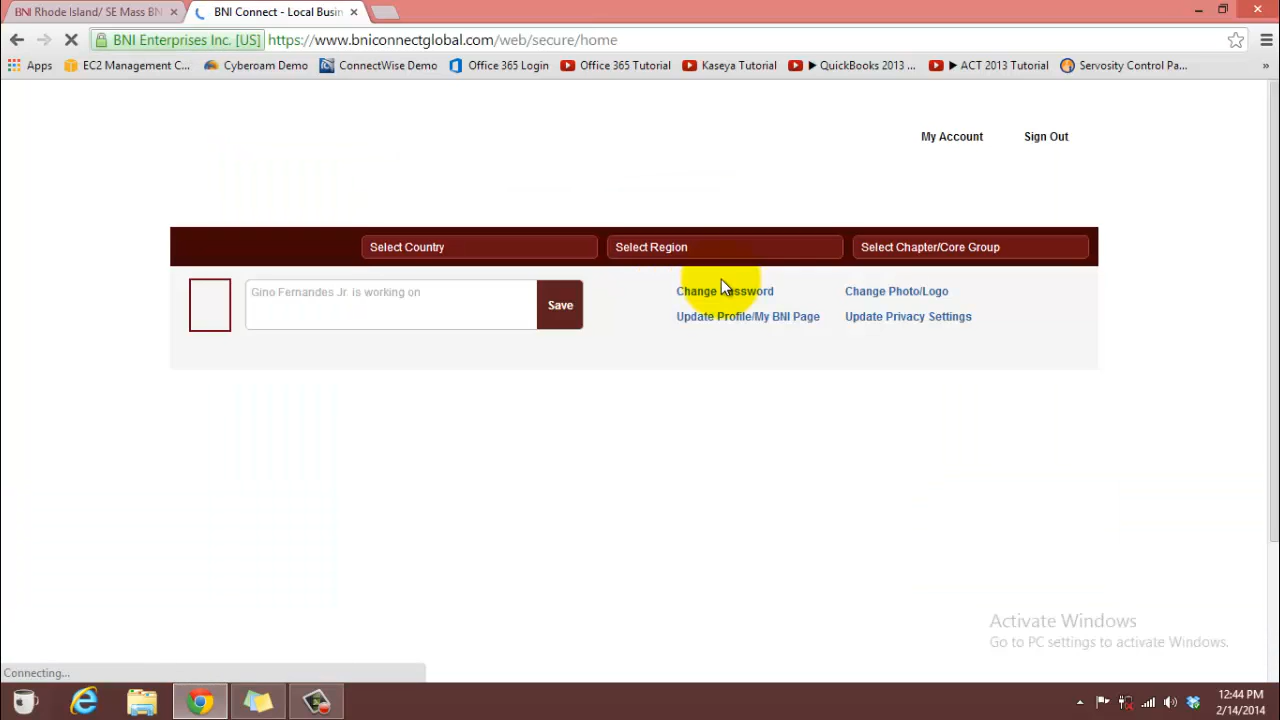 BNI Rhode Island/ SE Mass BN
BNI Connect - Local Busin
BNI Enterprises Inc. [US]
https://www.bniconnectglobal.com/web/secure/home
Apps
EC2 Management C...
Cyberoam Demo
ConnectWise Demo
Office 365 Login
Office 365 Tutorial
Kaseya Tutorial
▶ QuickBooks 2013 ...
▶ ACT 2013 Tutorial
Servosity Control Pa...
»
My Account
Sign Out
Select Country
Select Region
Select Chapter/Core Group
Gino Fernandes Jr. is working on
Save
Change Password
Change Photo/Logo
Update Profile/My BNI Page
Update Privacy Settings
Activate Windows
Go to PC settings to activate Windows.
Connecting...
12:44 PM
2/14/2014